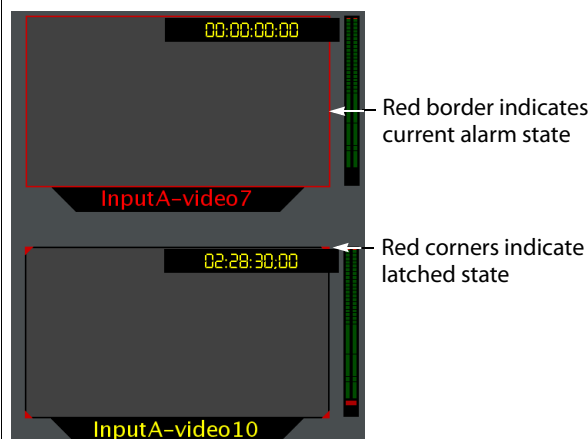 00:00:00:00
Red border indicates
current alarm state
InputA-video7
Red corners indicate
latched state
02:28:30;00
InputA-video10